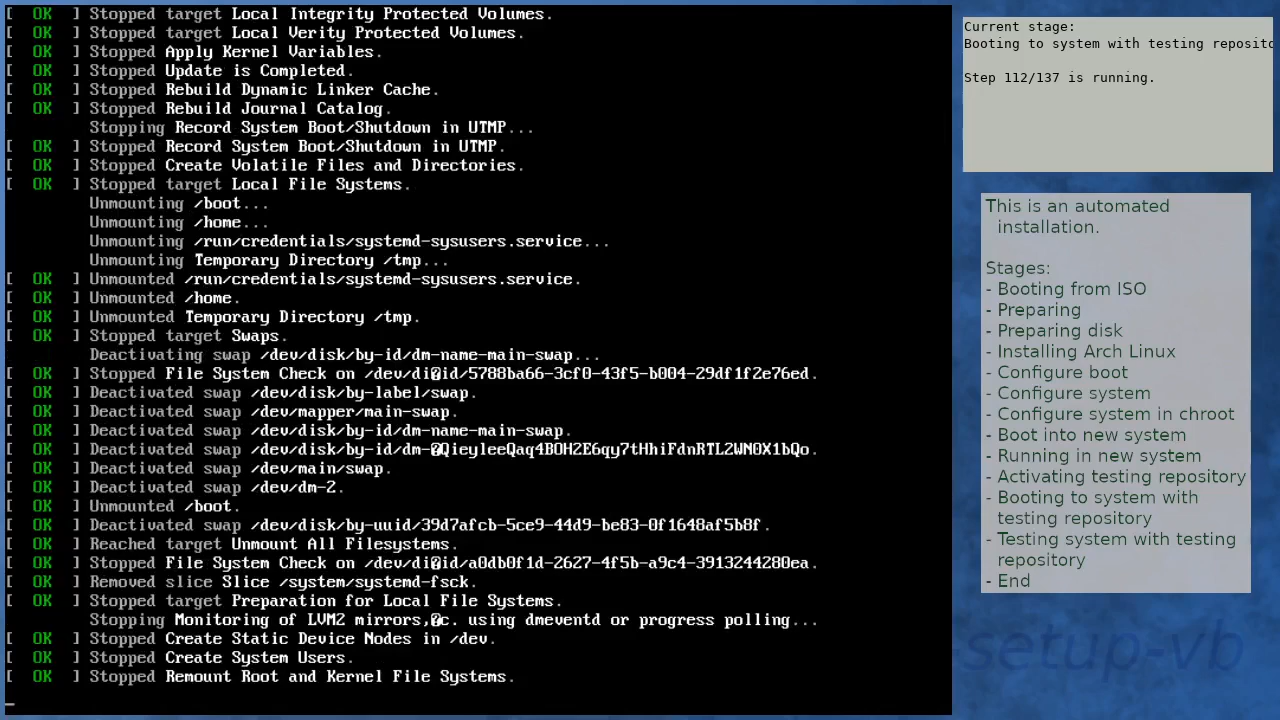 [  OK  ] Stopped target Local Integrity Protected Volumes.
[  OK  ] Stopped target Local Verity Protected Volumes.
[  OK  ] Stopped Apply Kernel Variables.
[  OK  ] Stopped Update is Completed.
[  OK  ] Stopped Rebuild Dynamic Linker Cache.
[  OK  ] Stopped Rebuild Journal Catalog.
Stopping Record System Boot/Shutdown in UTMP...
[  OK  ] Stopped Record System Boot/Shutdown in UTMP.
[  OK  ] Stopped Create Volatile Files and Directories.
[  OK  ] Stopped target Local File Systems.
Unmounting /boot...
Unmounting /home...
Unmounting /run/credentials/systemd-sysusers.service...
Unmounting Temporary Directory /tmp...
[  OK  ] Unmounted /run/credentials/systemd-sysusers.service.
[  OK  ] Unmounted /home.
[  OK  ] Unmounted Temporary Directory /tmp.
[  OK  ] Stopped target Swaps.
Deactivating swap /dev/disk/by-id/dm-name-main-swap...
[  OK  ] Stopped File System Check on /dev/di�id/5788ba66-3cf0-43f5-b004-29df1f2e76ed.
[  OK  ] Deactivated swap /dev/disk/by-label/swap.
[  OK  ] Deactivated swap /dev/mapper/main-swap.
[  OK  ] Deactivated swap /dev/disk/by-id/dm-name-main-swap.
[  OK  ] Deactivated swap /dev/disk/by-id/dm-�QieyleeQaq4BOH2E6qy7tHhiFdnRTL2WN0X1bQo.
[  OK  ] Deactivated swap /dev/main/swap.
[  OK  ] Deactivated swap /dev/dm-2.
[  OK  ] Unmounted /boot.
[  OK  ] Deactivated swap /dev/disk/by-uuid/39d7afcb-5ce9-44d9-be83-0f1648af5b8f.
[  OK  ] Reached target Unmount All Filesystems.
[  OK  ] Stopped File System Check on /dev/di�id/a0db0f1d-2627-4f5b-a9c4-3913244280ea.
[  OK  ] Removed slice Slice /system/systemd-fsck.
[  OK  ] Stopped target Preparation for Local File Systems.
Stopping Monitoring of LVM2 mirrors,�c. using dmeventd or progress polling...
[  OK  ] Stopped Create Static Device Nodes in /dev.
[  OK  ] Stopped Create System Users.
[  OK  ] Stopped Remount Root and Kernel File Systems.
_
Current stage:
Booting to system with testing reposito
Step 112/137 is running.
This is an automated
installation.
Stages:
- Booting from ISO
- Preparing
- Preparing disk
- Installing Arch Linux
- Configure boot
- Configure system
- Configure system in chroot
- Boot into new system
- Running in new system
- Activating testing repository
- Booting to system with
testing repository
- Testing system with testing
repository
- End
-setup-vb